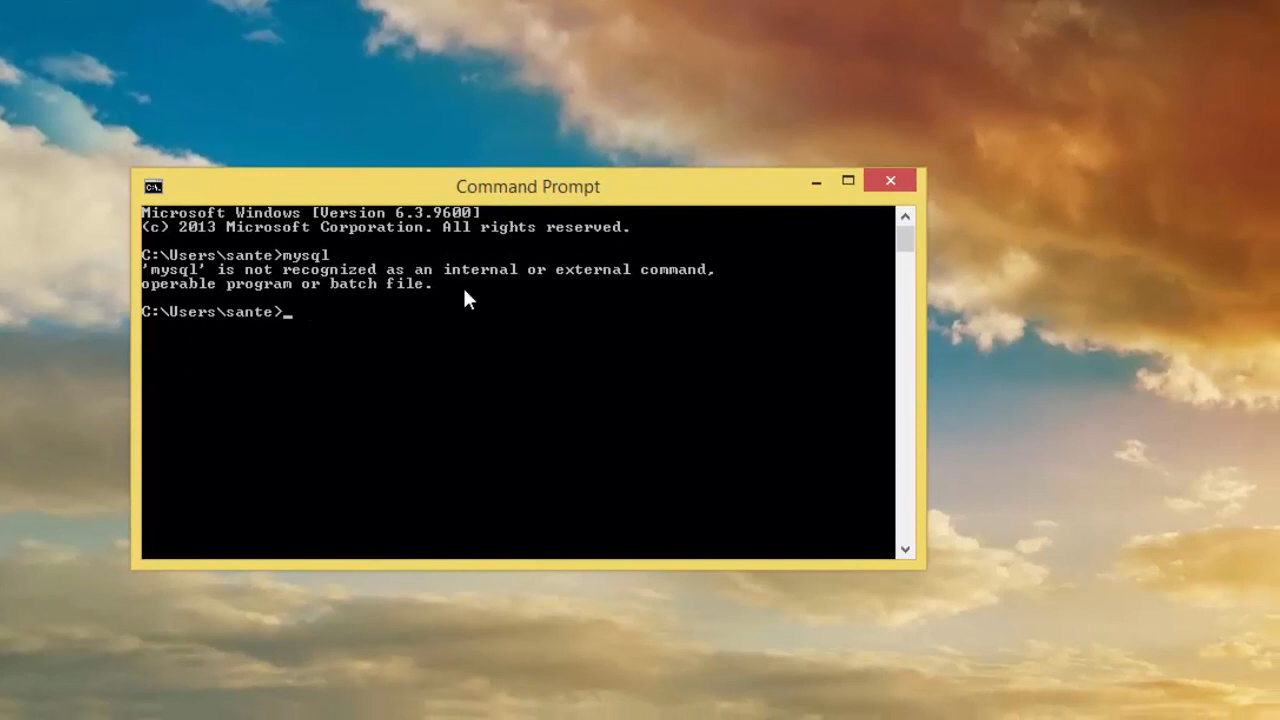 C:\.
Command Prompt
Microsoft Windows [Version 6.3.9600]
(c) 2013 Microsoft Corporation. All rights reserved.
C:\Users\sante>mysql
'mysql' is not recognized as an internal or external command,
operable program or batch file.
C:\Users\sante>_